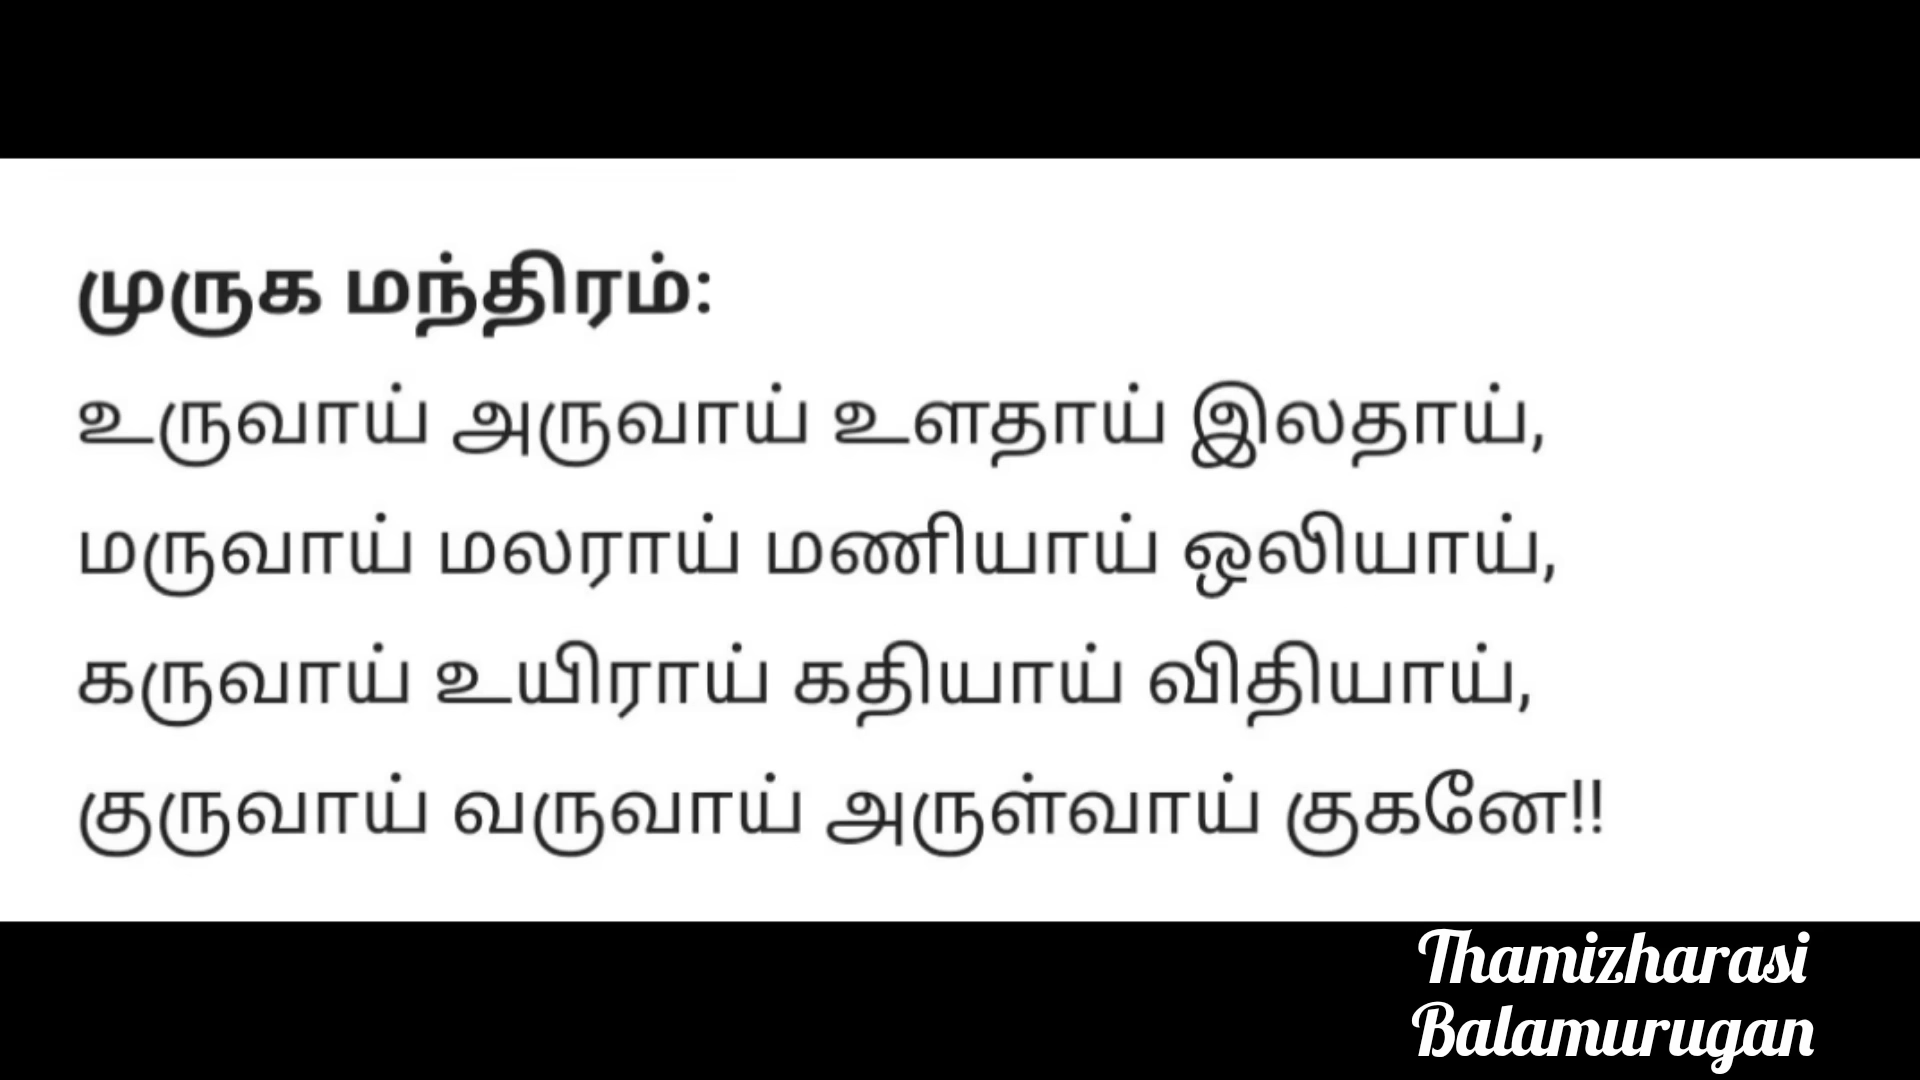 முருக மந்திரம்:
உருவாய் அருவாய் உளதாய் இலதாய்,
மருவாய் மலராய் மணியாய் ஒலியாய்,
கருவாய் உயிராய் கதியாய் விதியாய்,
குருவாய் வருவாய் அருள்வாய் குகனே!!
Thamizharasi
Balamurugan